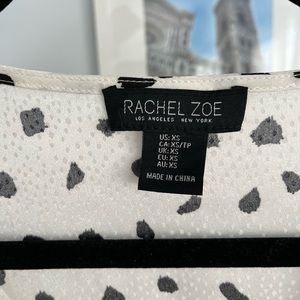 RACHEL ZOE
LOS ANGELES NEW YORK
US: XS
CA: XS/TP
UK: XS
EU: XS
AU: XS
MADE IN CHINA